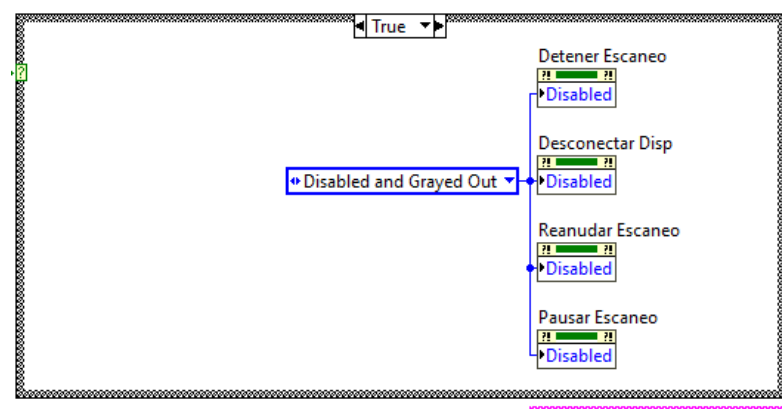 True
?
Detener Escaneo
?! ?!
Disabled
Desconectar Disp
?! ?!
Disabled and Grayed Out
Disabled
Reanudar Escaneo
?! ?!
Disabled
Pausar Escaneo
?! ?!
Disabled